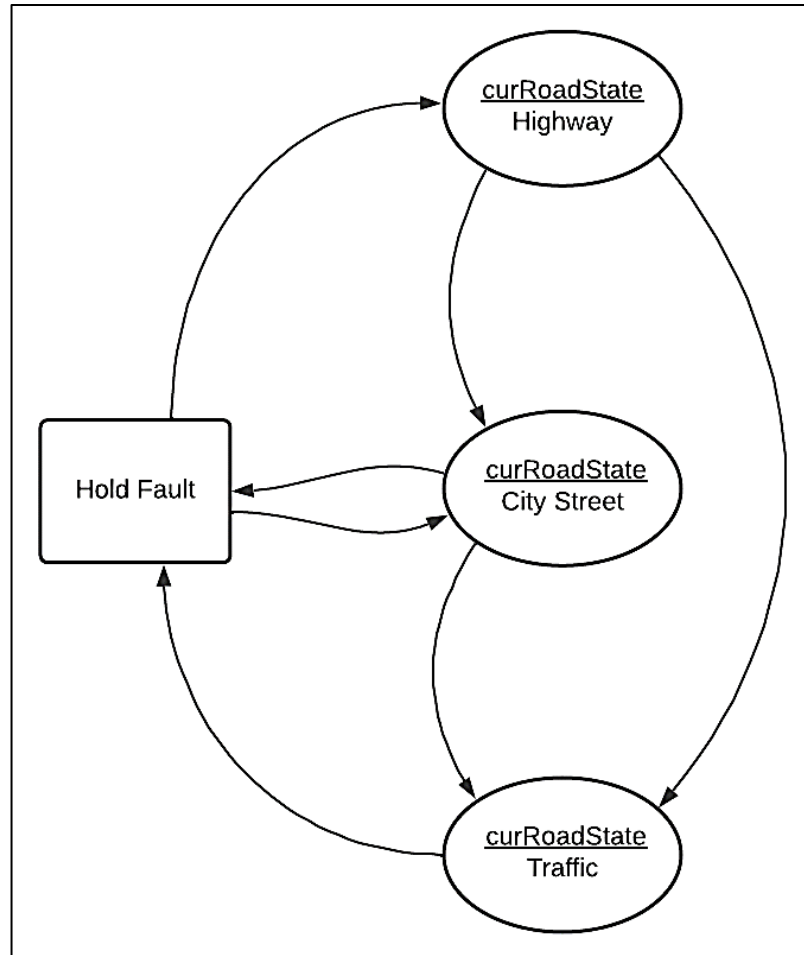 curRoadState
Highway
Hold Fault
curRoadState
City Street
curRoadState
Traffic